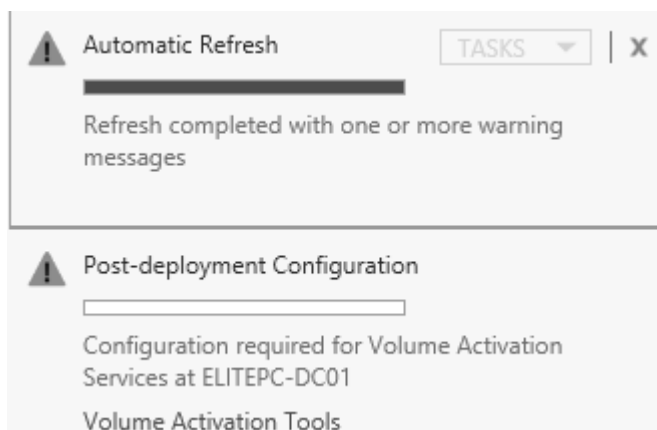 Automatic Refresh
TASKS
X
Refresh completed with one or more warning
messages
Post-deployment Configuration
Configuration required for Volume Activation
Services at ELITEPC-DC01
Volume Activation Tools